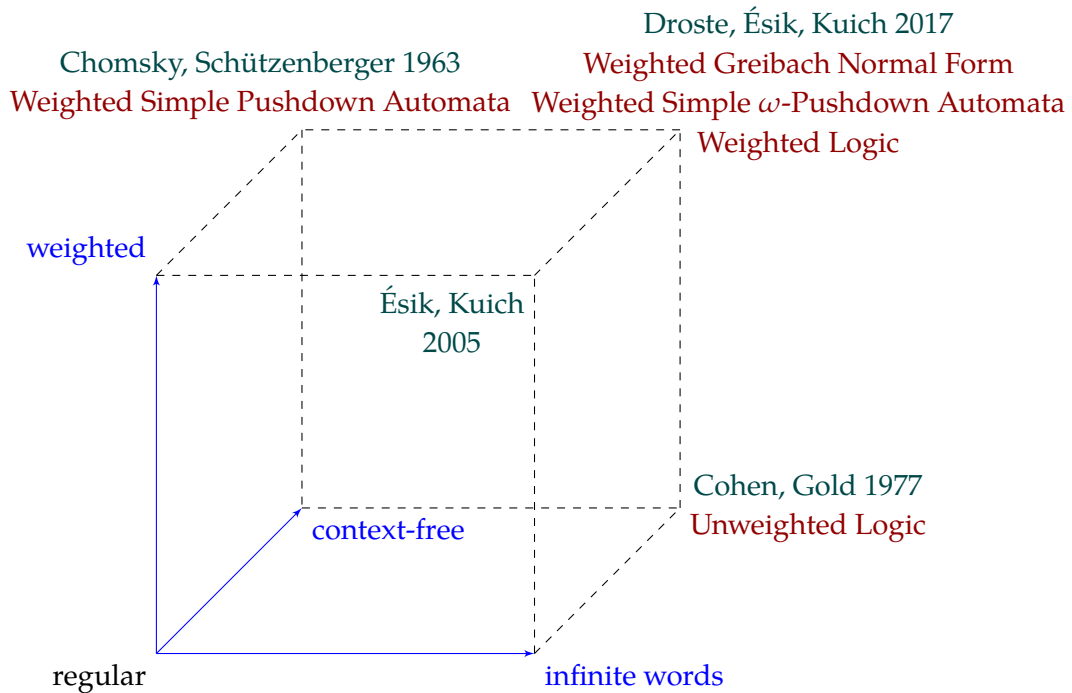 Droste, Ésik, Kuich 2017
Chomsky, Schützenberger 1963
Weighted Greibach Normal Form
Weighted Simple Pushdown Automata
Weighted Simple ω-Pushdown Automata
Weighted Logic
weighted
Ésik, Kuich
2005
Cohen, Gold 1977
Unweighted Logic
context-free
regular
infinite words